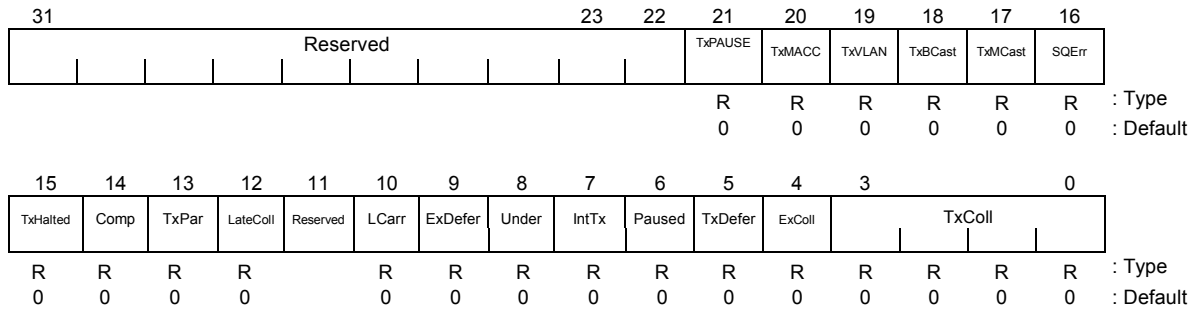 31 23 22 21 20 19 18 17 16
Reserved TxPAUSE TxMACC TxVLAN TxBCast TxMCast SQErr
R R R R R R : Type
0 0 0 0 0 0 : Default
15 14 13 12 11 10 9 8 7 6 5 4 3 0
TxHalted Comp TxPar LateColl Reserved LCarr ExDefer Under IntTx Paused TxDefer ExColl TxColl
R R R R R R R R R R R R R R R : Type
0 0 0 0 0 0 0 0 0 0 0 0 0 0 0 : Default